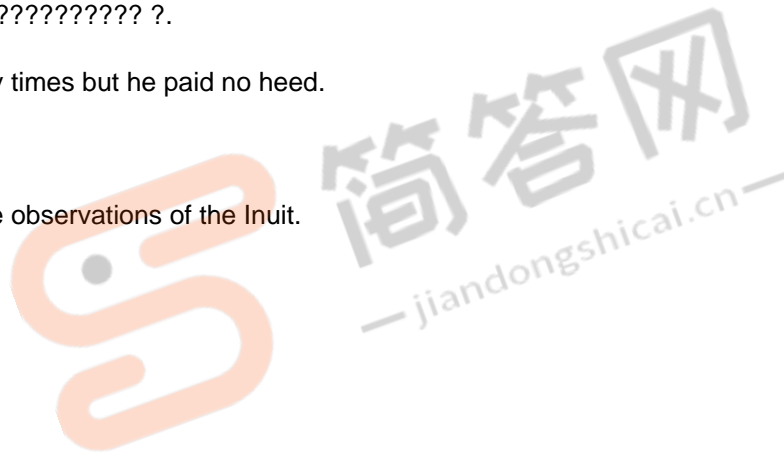 ?????????? ?.
times but he paid no heed.
observations of the Inuit.
简答网
jiandongshicai.cn